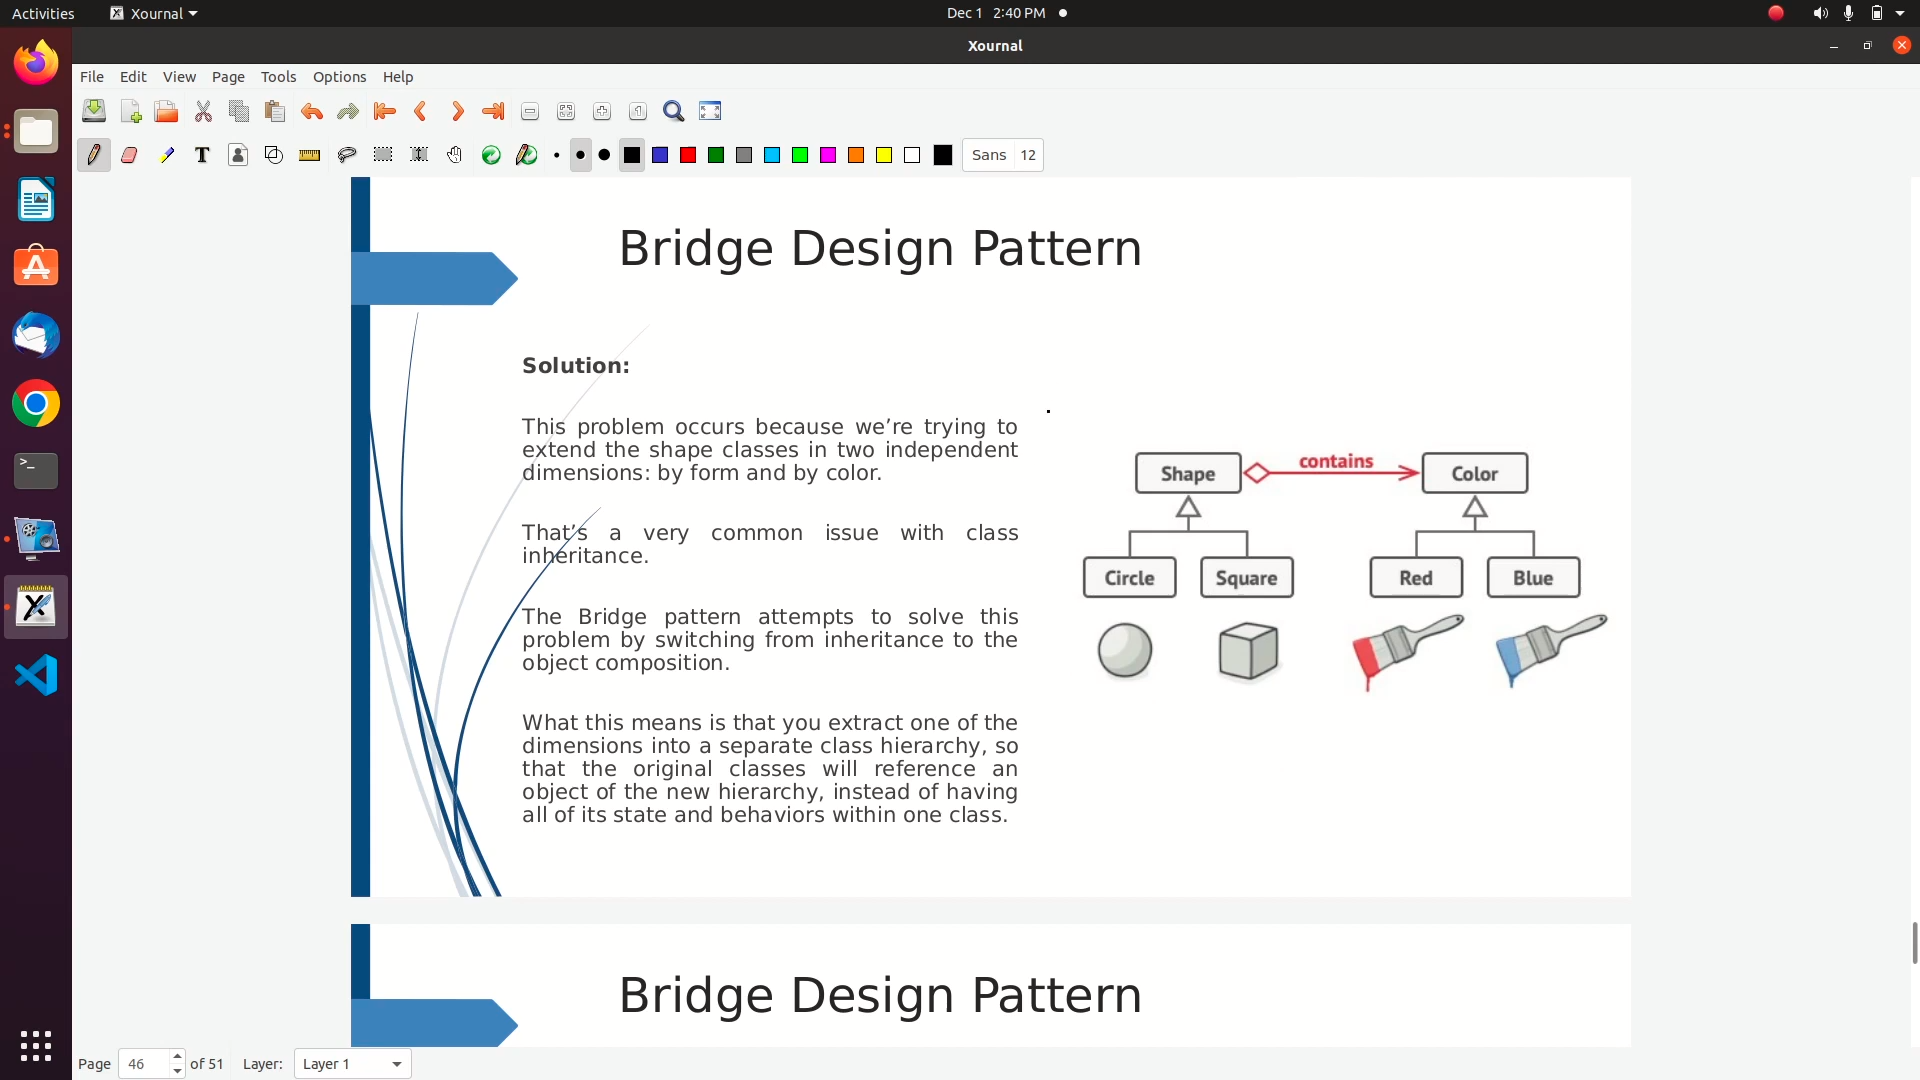 Activities Xournal Dec 1 2:40 PM
Xournal
File Edit View Page Tools Options Help
T Sans 12
Bridge Design Pattern
Solution:
This problem occurs because we’re trying to
extend the shape classes in two independent
dimensions: by form and by color.
That’s a very common issue with class
inheritance.
The Bridge pattern attempts to solve this
problem by switching from inheritance to the
object composition.
What this means is that you extract one of the
dimensions into a separate class hierarchy, so
that the original classes will reference an
object of the new hierarchy, instead of having
all of its state and behaviors within one class.
Shape contains Color
Circle Square Red Blue
Bridge Design Pattern
Page 46 of 51 Layer: Layer 1